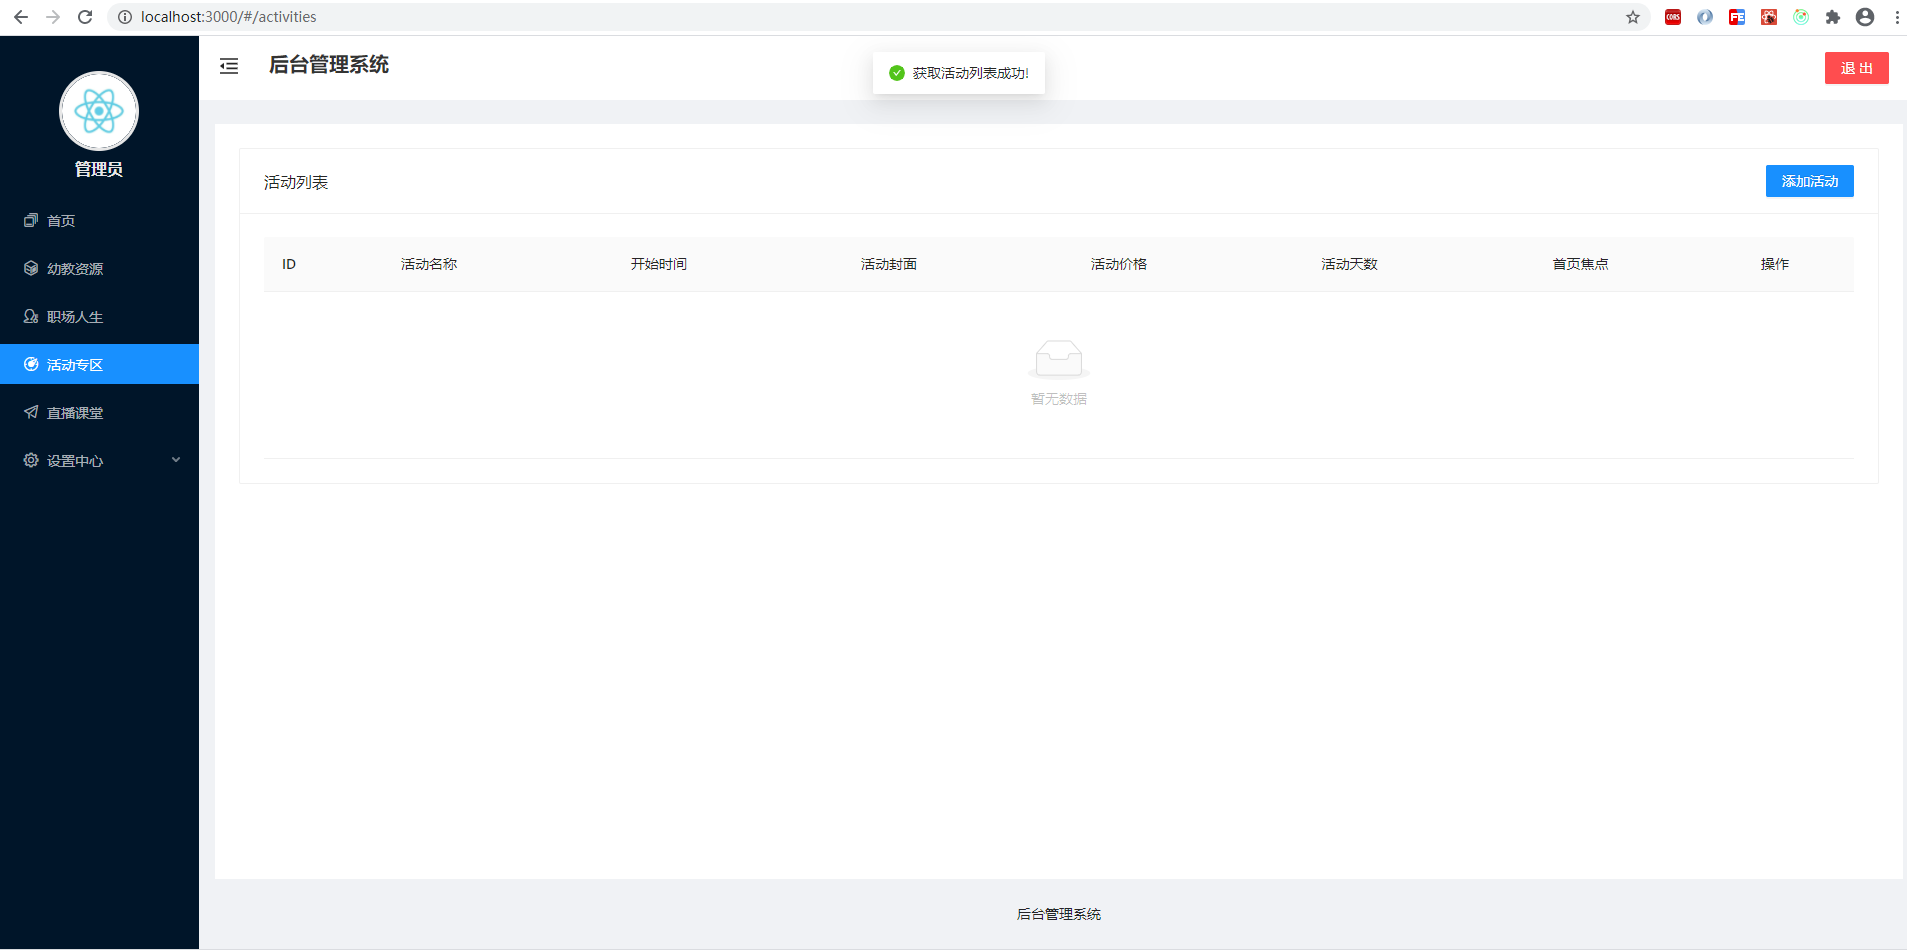 localhost:3000/#/activities
CORS
FE
管理员
首页
幼教资源
职场人生
活动专区
直播课堂
设置中心
后台管理系统
获取活动列表成功!
退 出
活动列表
添加活动
ID 活动名称 开始时间 活动封面 活动价格 活动天数 首页焦点 操作
暂无数据
后台管理系统